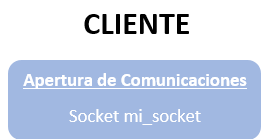 CLIENTE
Apertura de Comunicaciones
Socket mi_socket